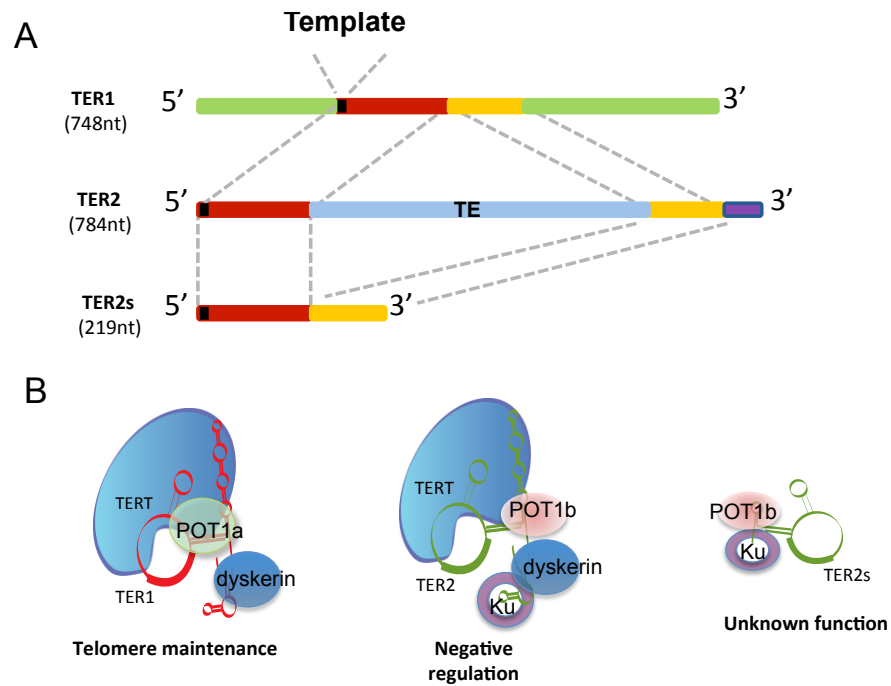 A
Template
TER1
(748nt)
5’
3’
TER2
(784nt)
5’
TE
3’
TER2s
(219nt)
5’
3’
B
TERT
POT1a
dyskerin
TER1
Telomere maintenance
TERT
POT1b
dyskerin
TER2
Ku
Negative
regulation
POT1b
Ku
TER2s
Unknown function